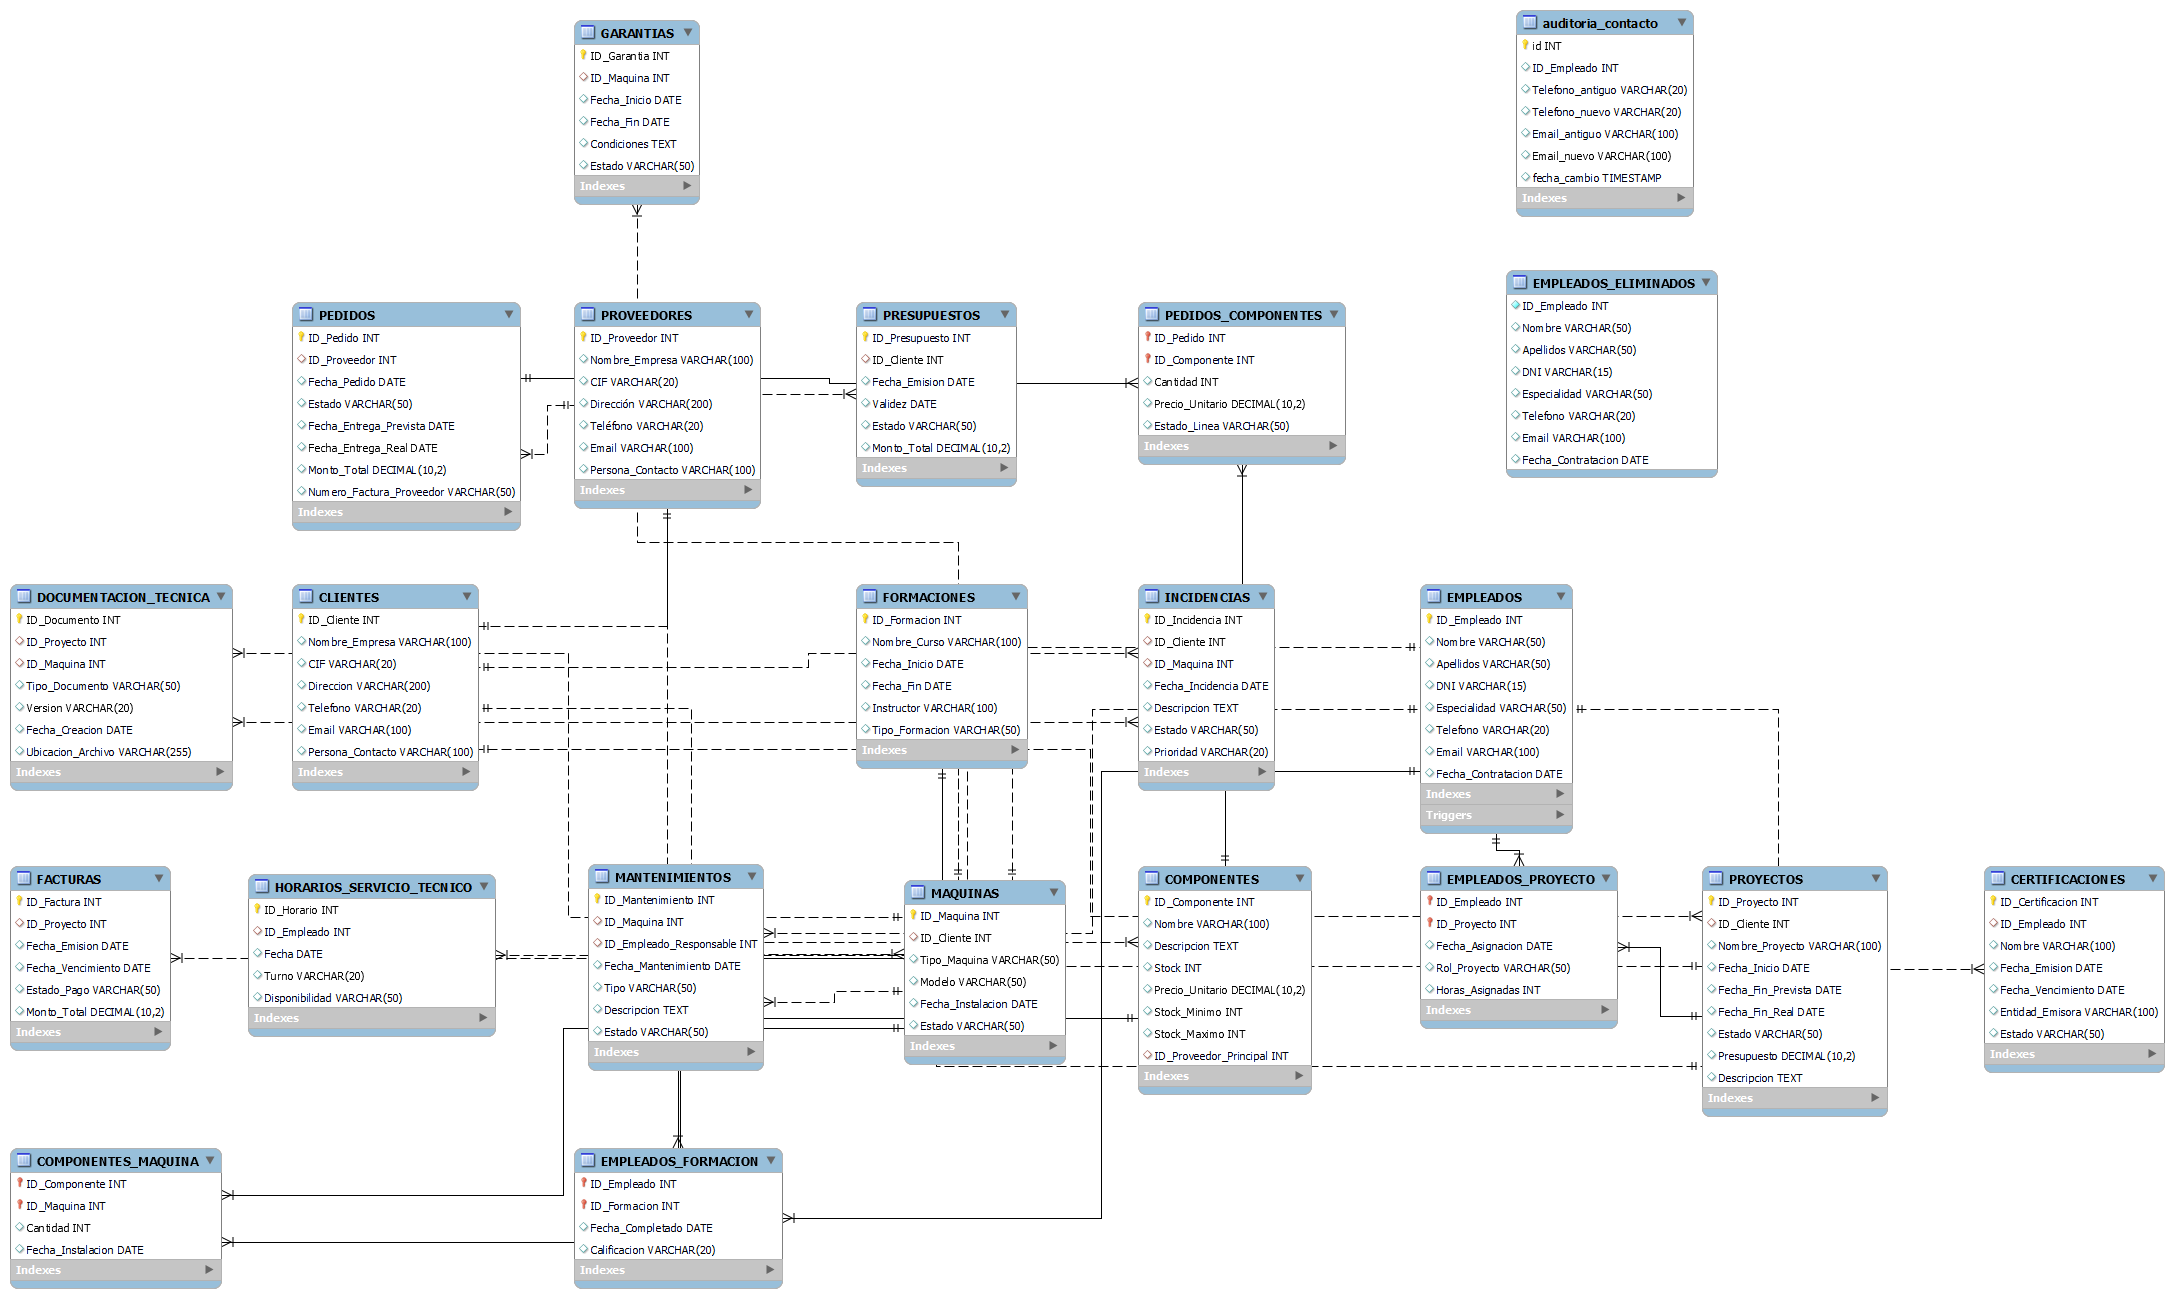 GARANTIAS
ID_Garantia INT
ID_Maquina INT
Fecha_Inicio DATE
Fecha_Fin DATE
Condiciones TEXT
Estado VARCHAR(50)
Indexes
auditoria_contacto
id INT
ID_Empleado INT
Telefono_antiguo VARCHAR(20)
Telefono_nuevo VARCHAR(20)
Email_antiguo VARCHAR(100)
Email_nuevo VARCHAR(100)
fecha_cambio TIMESTAMP
Indexes
PEDIDOS
ID_Pedido INT
ID_Proveedor INT
Fecha_Pedido DATE
Estado VARCHAR(50)
Fecha_Entrega_Prevista DATE
Fecha_Entrega_Real DATE
Monto_Total DECIMAL(10,2)
Numero_Factura_Proveedor VARCHAR(50)
Indexes
PROVEEDORES
ID_Proveedor INT
Nombre_Empresa VARCHAR(100)
CIF VARCHAR(20)
Dirección VARCHAR(200)
Teléfono VARCHAR(20)
Email VARCHAR(100)
Persona_Contacto VARCHAR(100)
Indexes
PRESUPUESTOS
ID_Presupuesto INT
ID_Cliente INT
Fecha_Emision DATE
Validez DATE
Estado VARCHAR(50)
Monto_Total DECIMAL(10,2)
Indexes
PEDIDOS_COMPONENTES
ID_Pedido INT
ID_Componente INT
Cantidad INT
Precio_Unitario DECIMAL(10,2)
Estado_Linea VARCHAR(50)
Indexes
EMPLEADOS_ELIMINADOS
ID_Empleado INT
Nombre VARCHAR(50)
Apellidos VARCHAR(50)
DNI VARCHAR(15)
Especialidad VARCHAR(50)
Telefono VARCHAR(20)
Email VARCHAR(100)
Fecha_Contratacion DATE
DOCUMENTACION_TECNICA
ID_Documento INT
ID_Proyecto INT
ID_Maquina INT
Tipo_Documento VARCHAR(50)
Version VARCHAR(20)
Fecha_Creacion DATE
Ubicacion_Archivo VARCHAR(255)
Indexes
CLIENTES
ID_Cliente INT
Nombre_Empresa VARCHAR(100)
CIF VARCHAR(20)
Direccion VARCHAR(200)
Telefono VARCHAR(20)
Email VARCHAR(100)
Persona_Contacto VARCHAR(100)
Indexes
FORMACIONES
ID_Formacion INT
Nombre_Curso VARCHAR(100)
Fecha_Inicio DATE
Fecha_Fin DATE
Instructor VARCHAR(100)
Tipo_Formacion VARCHAR(50)
Indexes
INCIDENCIAS
ID_Incidencia INT
ID_Cliente INT
ID_Maquina INT
Fecha_Incidencia DATE
Descripcion TEXT
Estado VARCHAR(50)
Prioridad VARCHAR(20)
Indexes
EMPLEADOS
ID_Empleado INT
Nombre VARCHAR(50)
Apellidos VARCHAR(50)
DNI VARCHAR(15)
Especialidad VARCHAR(50)
Telefono VARCHAR(20)
Email VARCHAR(100)
Fecha_Contratacion DATE
Indexes
Triggers
FACTURAS
ID_Factura INT
ID_Proyecto INT
Fecha_Emision DATE
Fecha_Vencimiento DATE
Estado_Pago VARCHAR(50)
Monto_Total DECIMAL(10,2)
Indexes
HORARIOS_SERVICIO_TECNICO
ID_Horario INT
ID_Empleado INT
Fecha DATE
Turno VARCHAR(20)
Disponibilidad VARCHAR(50)
Indexes
MANTENIMIENTOS
ID_Mantenimiento INT
ID_Maquina INT
ID_Empleado_Responsable INT
Fecha_Mantenimiento DATE
Tipo VARCHAR(50)
Descripcion TEXT
Estado VARCHAR(50)
Indexes
MAQUINAS
ID_Maquina INT
ID_Cliente INT
Tipo_Maquina VARCHAR(50)
Modelo VARCHAR(50)
Fecha_Instalacion DATE
Estado VARCHAR(50)
Indexes
COMPONENTES
ID_Componente INT
Nombre VARCHAR(100)
Descripcion TEXT
Stock INT
Precio_Unitario DECIMAL(10,2)
Stock_Minimo INT
Stock_Maximo INT
ID_Proveedor_Principal INT
Indexes
EMPLEADOS_PROYECTO
ID_Empleado INT
ID_Proyecto INT
Fecha_Asignacion DATE
Rol_Proyecto VARCHAR(50)
Horas_Asignadas INT
Indexes
PROYECTOS
ID_Proyecto INT
ID_Cliente INT
Nombre_Proyecto VARCHAR(100)
Fecha_Inicio DATE
Fecha_Fin_Prevista DATE
Fecha_Fin_Real DATE
Estado VARCHAR(50)
Presupuesto DECIMAL(10,2)
Descripcion TEXT
Indexes
CERTIFICACIONES
ID_Certificacion INT
ID_Empleado INT
Nombre VARCHAR(100)
Fecha_Emision DATE
Fecha_Vencimiento DATE
Entidad_Emisora VARCHAR(100)
Estado VARCHAR(50)
Indexes
COMPONENTES_MAQUINA
ID_Componente INT
ID_Maquina INT
Cantidad INT
Fecha_Instalacion DATE
Indexes
EMPLEADOS_FORMACION
ID_Empleado INT
ID_Formacion INT
Fecha_Completado DATE
Calificacion VARCHAR(20)
Indexes